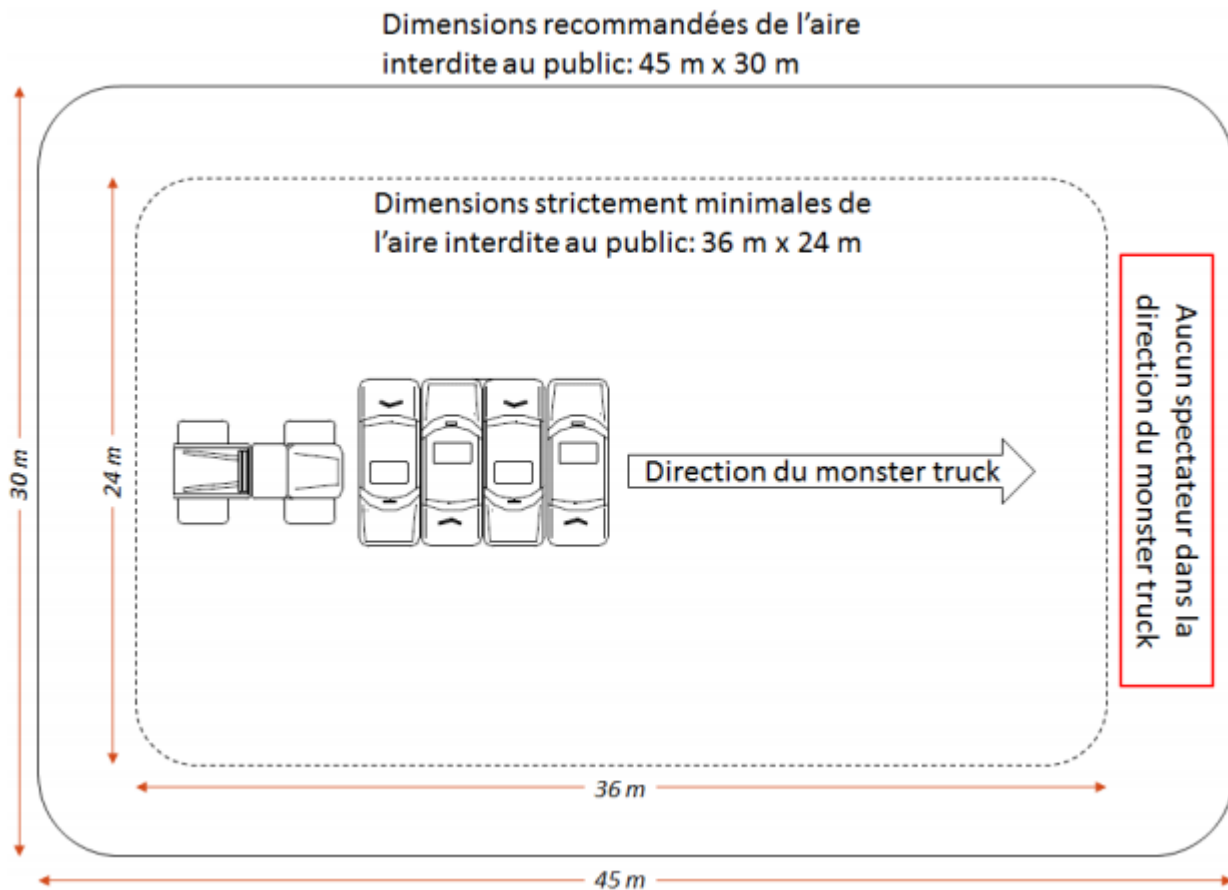 Dimensions recommandées de l'aire
interdite au public: 45 m x 30 m
Dimensions strictement minimales de
l'aire interdite au public: 36 m x 24 m
30 m
24 m
Direction du monster truck
Aucun spectateur dans la
direction du monster truck
36 m
45 m